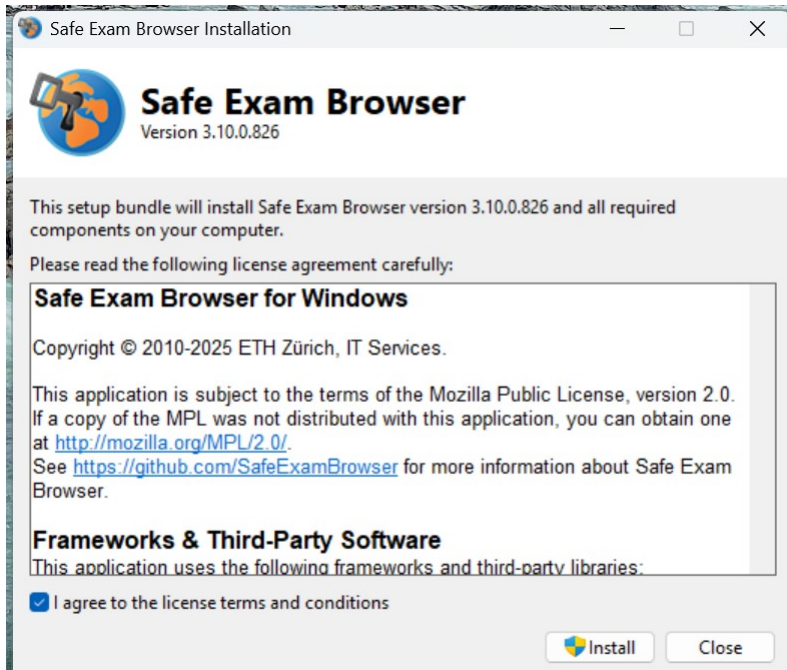 Safe Exam Browser Installation
Safe Exam Browser
Version 3.10.0.826
This setup bundle will install Safe Exam Browser version 3.10.0.826 and all required
components on your computer.
Please read the following license agreement carefully:
Safe Exam Browser for Windows
Copyright © 2010-2025 ETH Zürich, IT Services.
This application is subject to the terms of the Mozilla Public License, version 2.0.
If a copy of the MPL was not distributed with this application, you can obtain one
at http://mozilla.org/MPL/2.0/.
See https://github.com/SafeExamBrowser for more information about Safe Exam
Browser.
Frameworks & Third-Party Software
This application uses the following frameworks and third-party libraries:
I agree to the license terms and conditions
Install Close